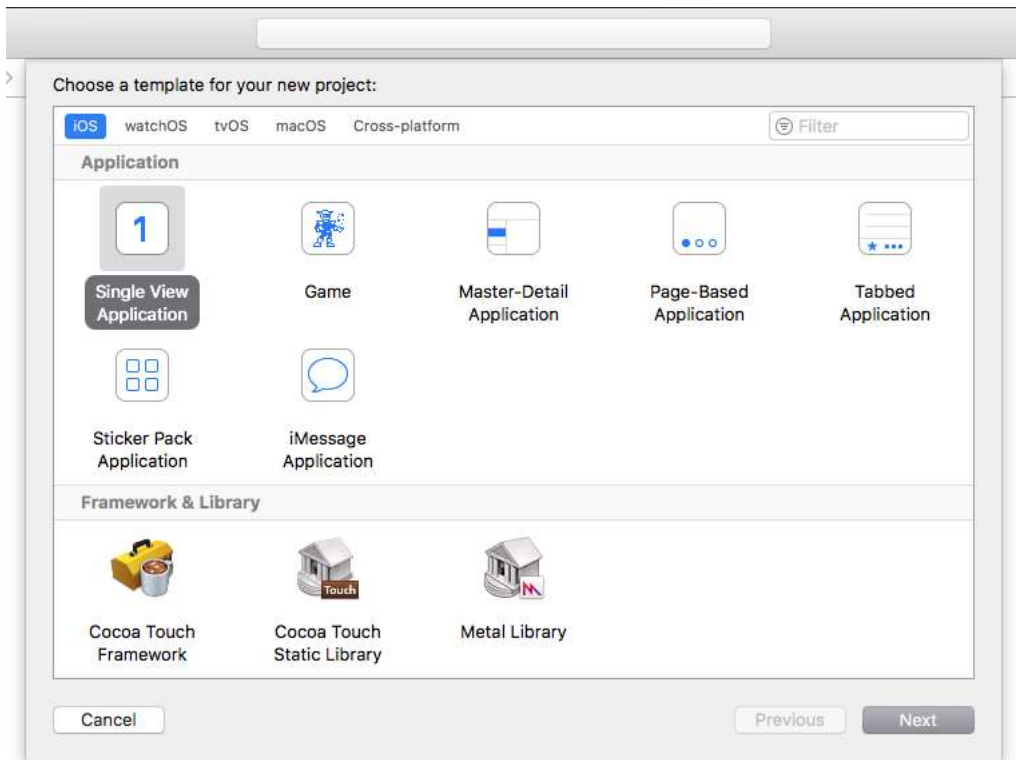 Choose a template for your new project:
iOS watchOS tvOS macOS Cross-platform Filter
Application
1
Single View Application
Game
Master-Detail Application
Page-Based Application
Tabbed Application
Sticker Pack Application
iMessage Application
Framework & Library
Touch
Cocoa Touch Framework
Cocoa Touch Static Library
Metal Library
Cancel Previous Next